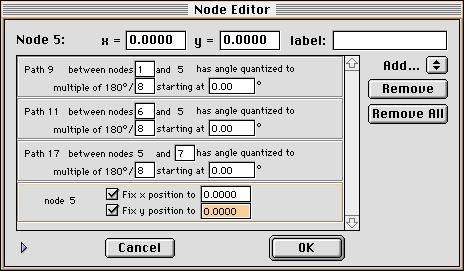 Node Editor
Node 5: x = 0.0000 y = 0.0000 label:
Add...
Path 9 between nodes 1 and 5 has angle quantized to
multiple of 180°/ 8 starting at 0.00 °
Remove
Path 11 between nodes 6 and 5 has angle quantized to
multiple of 180°/ 8 starting at 0.00 °
Remove All
Path 17 between nodes 5 and 7 has angle quantized to
multiple of 180°/ 8 starting at 0.00 °
node 5 Fix x position to 0.0000
Fix y position to 0.0000
Cancel OK